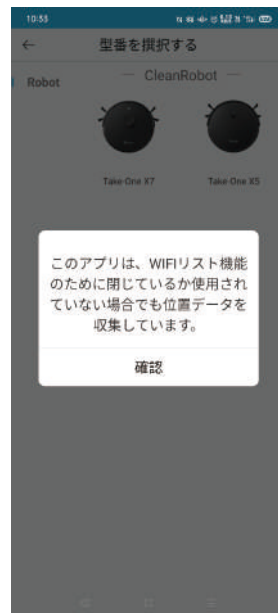 10:53
型番を撰択する
Robot
CleanRobot
Take-One X7
Take-One X5
このアプリは、WIFIリスト機能
のために閉じているか使用され
ていない場合でも位置データを
収集しています。
確認